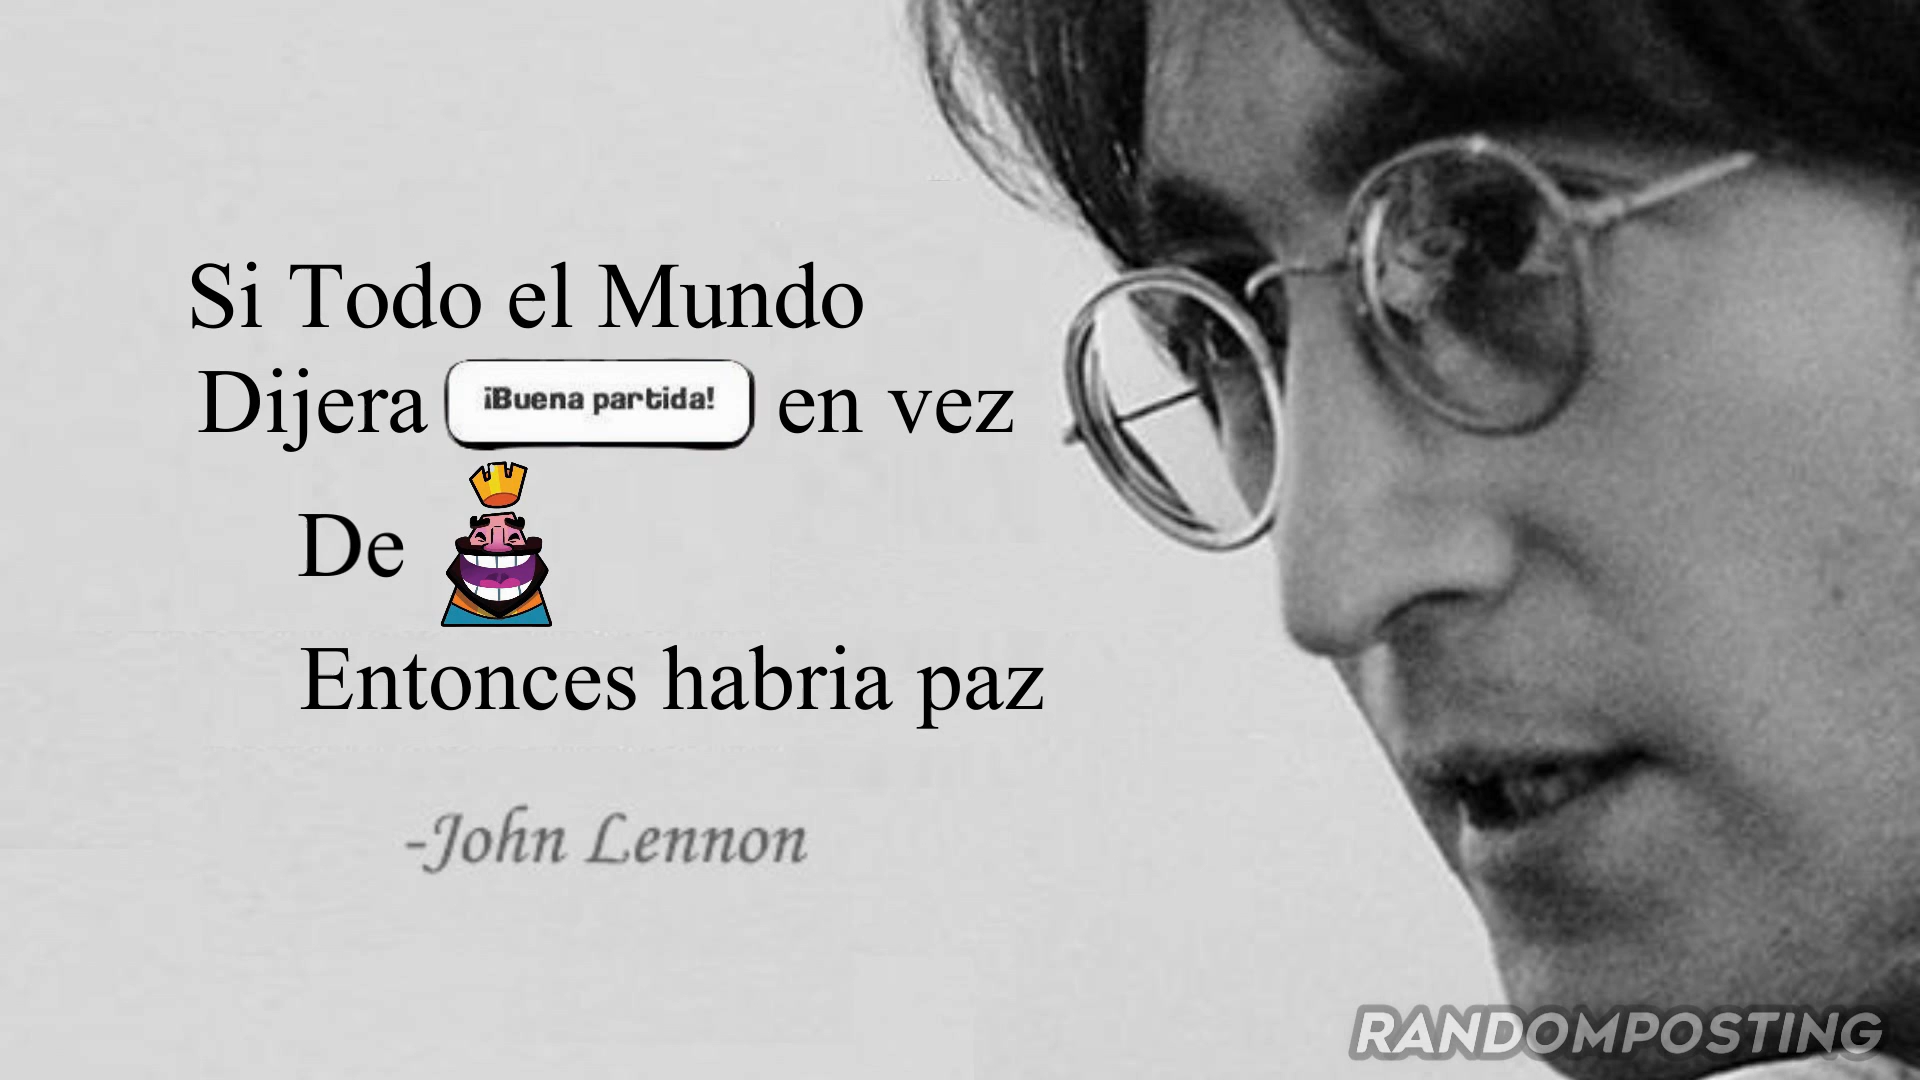 Si Todo el Mundo
Dijera ¡Buena partida! en vez
De
Entonces habria paz
-John Lennon
RANDOMPOSTING